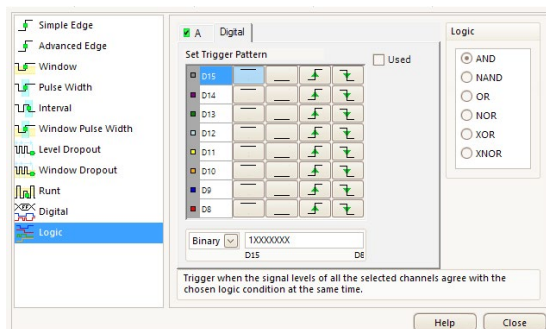 Simple Edge
Advanced Edge
Window
Pulse Width
Interval
Window Pulse Width
Level Dropout
Window Dropout
Runt
Digital
Logic
A
Digital
Set Trigger Pattern
Used
D15
D14
D13
D12
D11
D10
D9
D8
Binary
1XXXXXXX
D15
D8
Logic
AND
NAND
OR
NOR
XOR
XNOR
Trigger when the signal levels of all the selected channels agree with the
chosen logic condition at the same time.
Help
Close